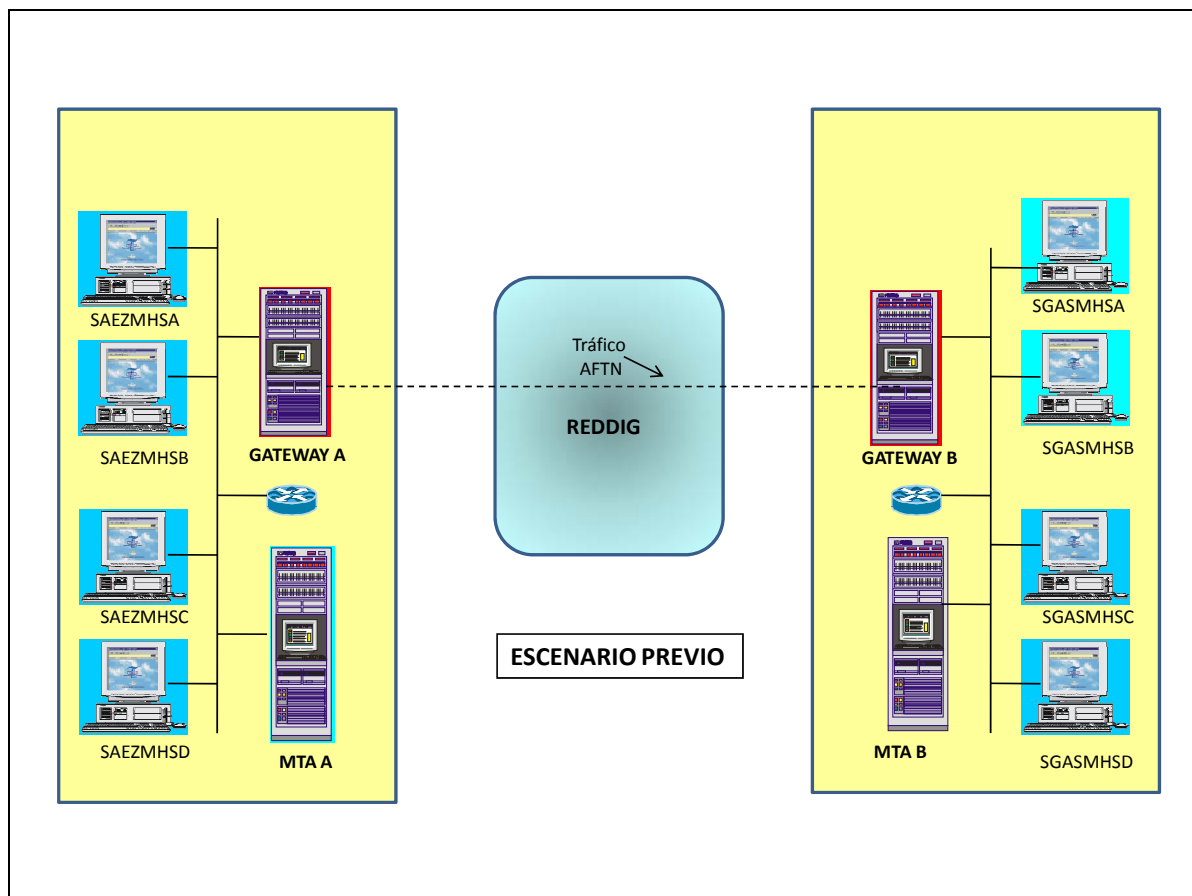 SAEZMHSA
SAEZMHSB
GATEWAY A
SAEZMHSC
SAEZMHSD
MTA A
Tráfico
AFTN
REDDIG
ESCENARIO PREVIO
SGASMHSA
GATEWAY B
SGASMHSB
SGASMHSC
MTA B
SGASMHSD